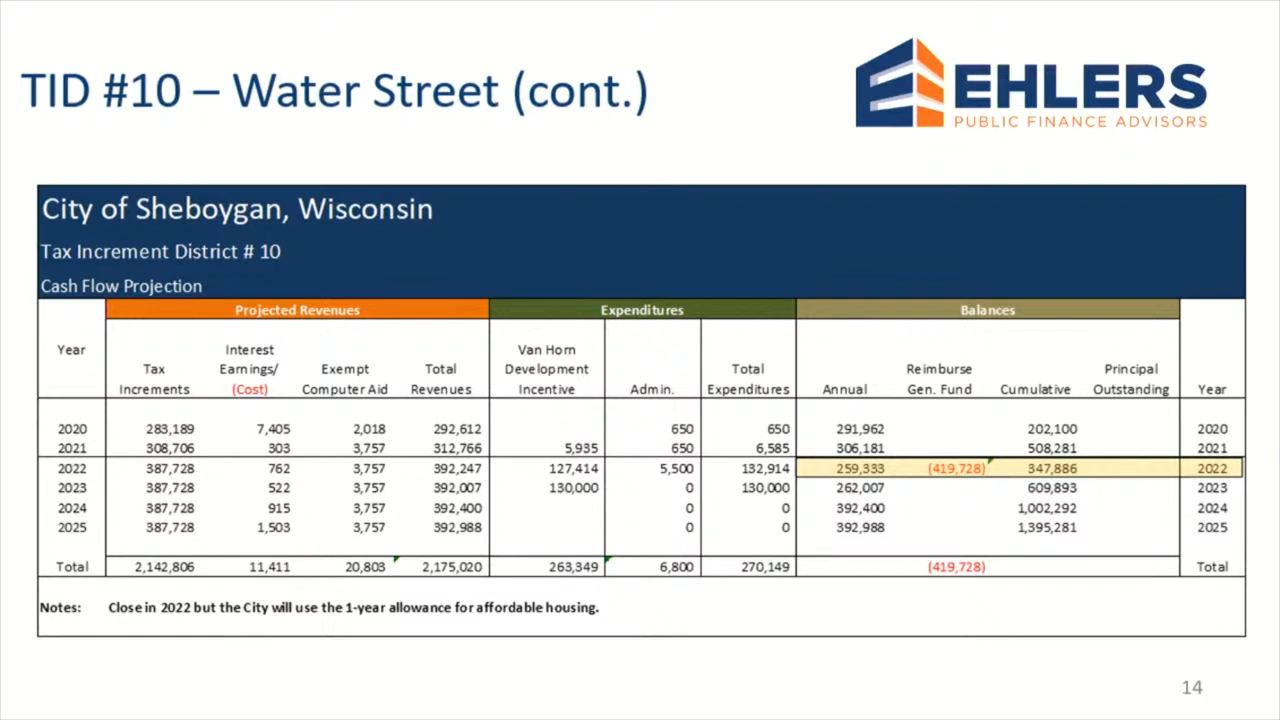 TID #10 – Water Street (cont.)
EHLERS
PUBLIC FINANCE ADVISORS
City of Sheboygan, Wisconsin
Tax Increment District # 10
Cash Flow Projection
Projected Revenues Expenditures Balances
Year Tax Increments Interest Earnings/ (Cost) Exempt Computer Aid Total Revenues Van Horn Development Incentive Admin. Total Expenditures Annual Reimburse Gen. Fund Cumulative Principal Outstanding Year
2020 283,189 7,405 2,018 292,612 650 650 291,962 202,100 2020
2021 308,706 303 3,757 312,766 5,935 650 6,585 306,181 508,281 2021
2022 387,728 762 3,757 392,247 127,414 5,500 132,914 259,333 (419,728) 347,886 2022
2023 387,728 522 3,757 392,007 130,000 0 130,000 262,007 609,893 2023
2024 387,728 915 3,757 392,400 0 0 392,400 1,002,292 2024
2025 387,728 1,503 3,757 392,988 0 0 392,988 1,395,281 2025
Total 2,142,806 11,411 20,803 2,175,020 263,349 6,800 270,149 (419,728) Total
Notes: Close in 2022 but the City will use the 1-year allowance for affordable housing.
14